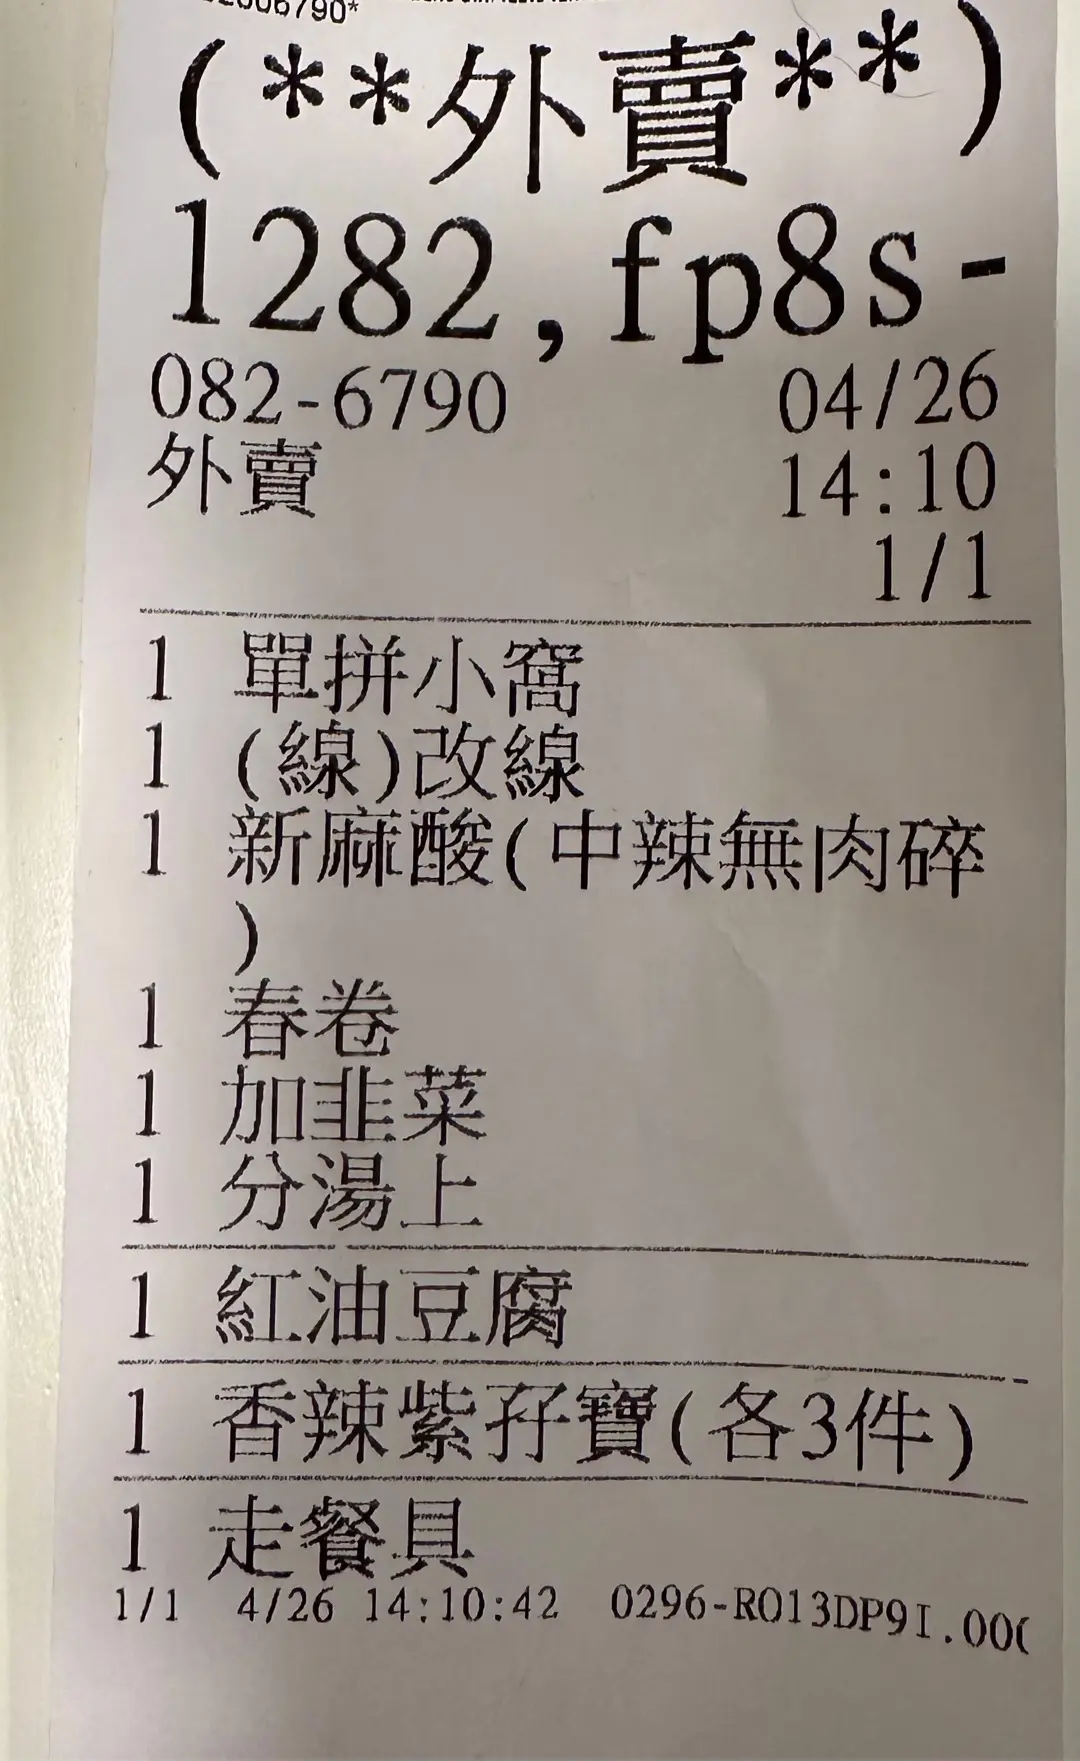 2006790*
(**外賣**)
1282,fp8s-
082-6790 04/26
外賣 14:10
1/1
1 單拼小窩
1 (線)改線
1 新麻酸(中辣無肉碎
)
1 春卷
1 加韭菜
1 分湯上
1 紅油豆腐
1 香辣紫孖寶(各3件)
1 走餐具
1/1 4/26 14:10:42 0296-R013DP9I.00(